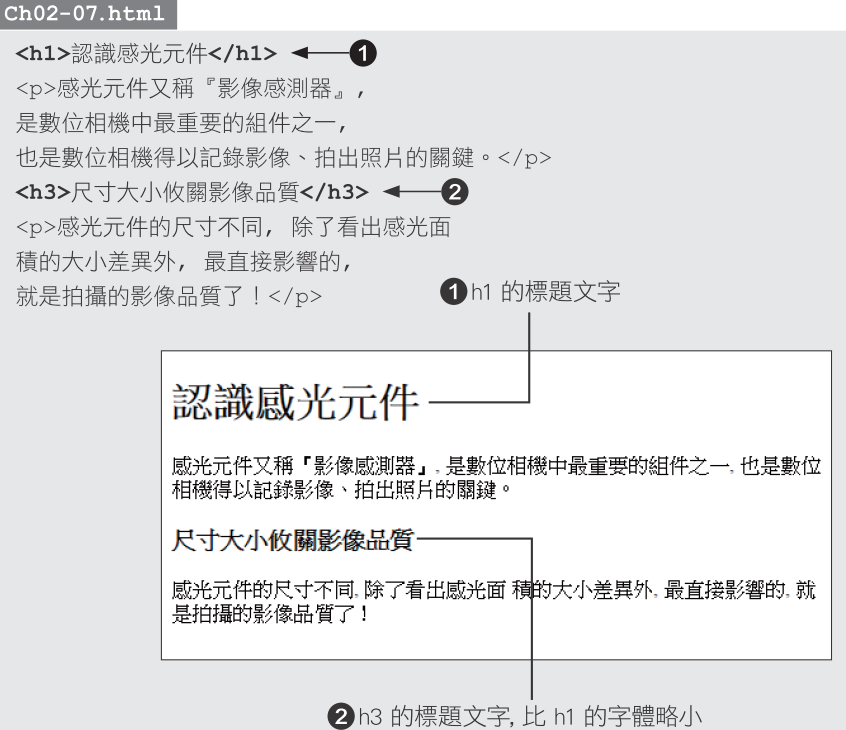 Ch02-07.html
<h1>認識感光元件</h1> ❶
<p>感光元件又稱『影像感測器』,
是數位相機中最重要的組件之一,
也是數位相機得以記錄影像、拍出照片的關鍵。</p>
<h3>尺寸大小攸關影像品質</h3> ❷
<p>感光元件的尺寸不同, 除了看出感光面
積的大小差異外, 最直接影響的,
就是拍攝的影像品質了！</p>
❶h1 的標題文字
認識感光元件
感光元件又稱『影像感測器』, 是數位相機中最重要的組件之一, 也是數位
相機得以記錄影像、拍出照片的關鍵。
尺寸大小攸關影像品質
感光元件的尺寸不同, 除了看出感光面 積的大小差異外, 最直接影響的, 就
是拍攝的影像品質了！
❷h3 的標題文字, 比 h1 的字體略小